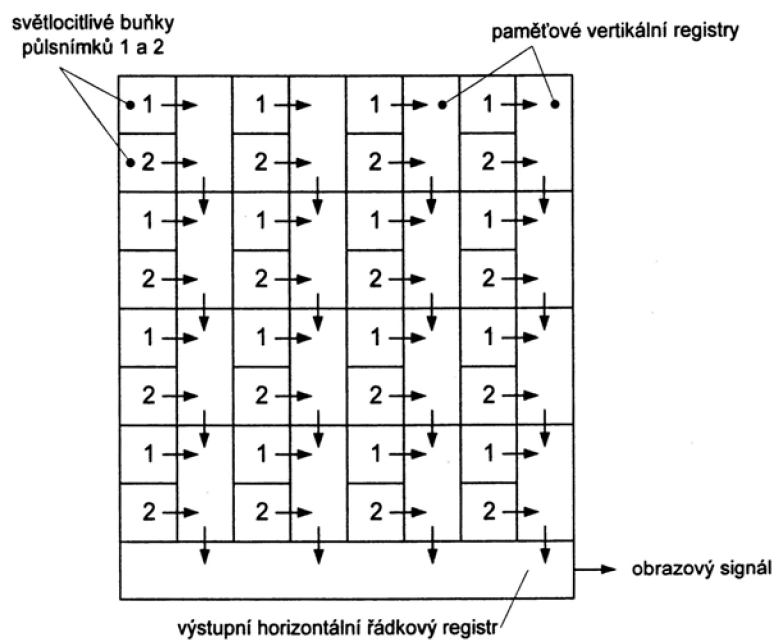 světlocitlivé buňky
půlsnímků 1 a 2
paměťové vertikální registry
1 1 1 1
2 2 2 2
1 1 1 1
2 2 2 2
1 1 1 1
2 2 2 2
1 1 1 1
2 2 2 2
obrazový signál
výstupní horizontální řádkový registr